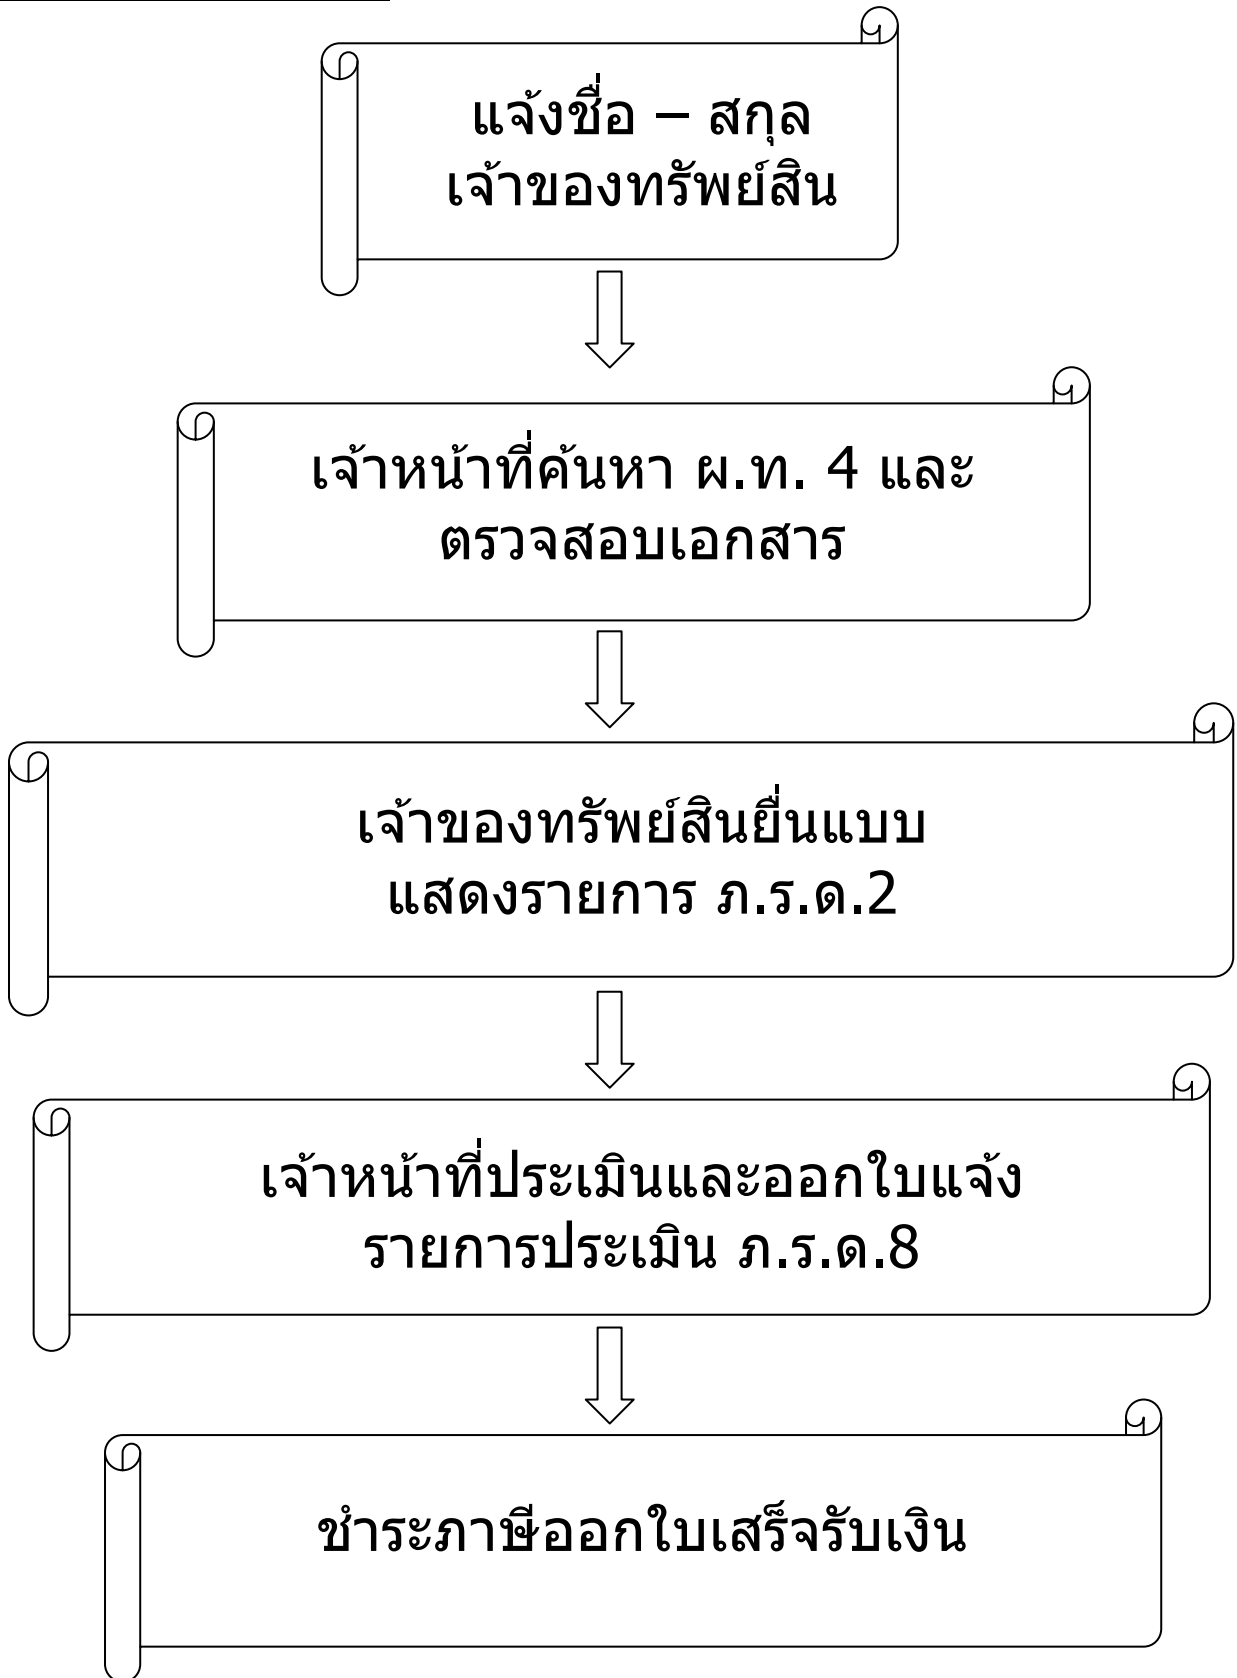 แจ้งชื่อ – สกุล
เจ้าของทรัพย์สิน
เจ้าหน้าที่ค้นหา ผ.ท. 4 และ
ตรวจสอบเอกสาร
เจ้าของทรัพย์สินยื่นแบบ
แสดงรายการ ภ.ร.ด.2
เจ้าหน้าที่ประเมินและออกใบแจ้ง
รายการประเมิน ภ.ร.ด.8
ชำระภาษีออกใบเสร็จรับเงิน